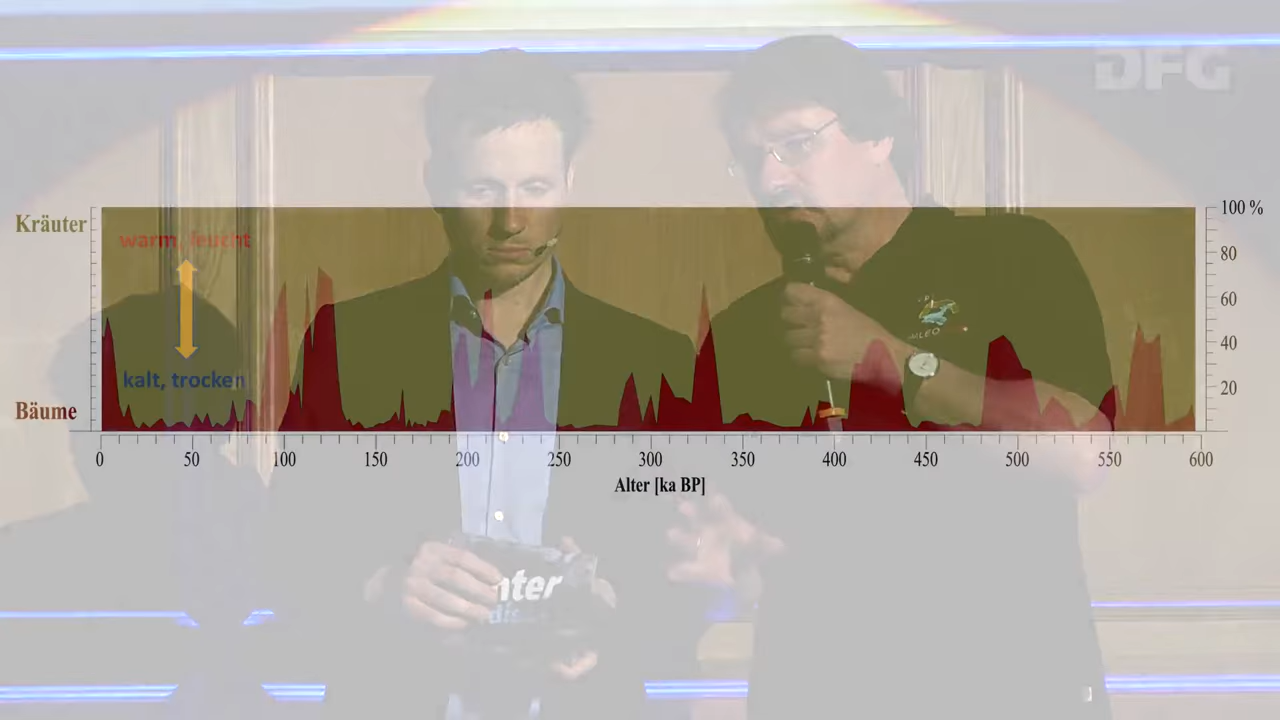 DFG
Kräuter
warm, feucht
kalt, trocken
Bäume
100 %
80
60
40
20
0 50 100 150 200 250 300 350 400 450 500 550 600
Alter [ka BP]
nter